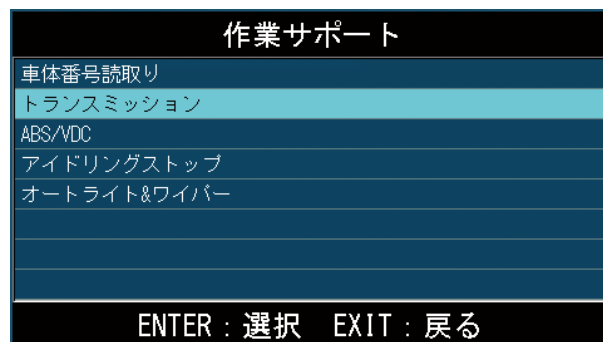 作業サポート
車体番号読取り
トランスミッション
ABS/VDC
アイドリングストップ
オートライト&ワイパー
ENTER：選択　EXIT：戻る